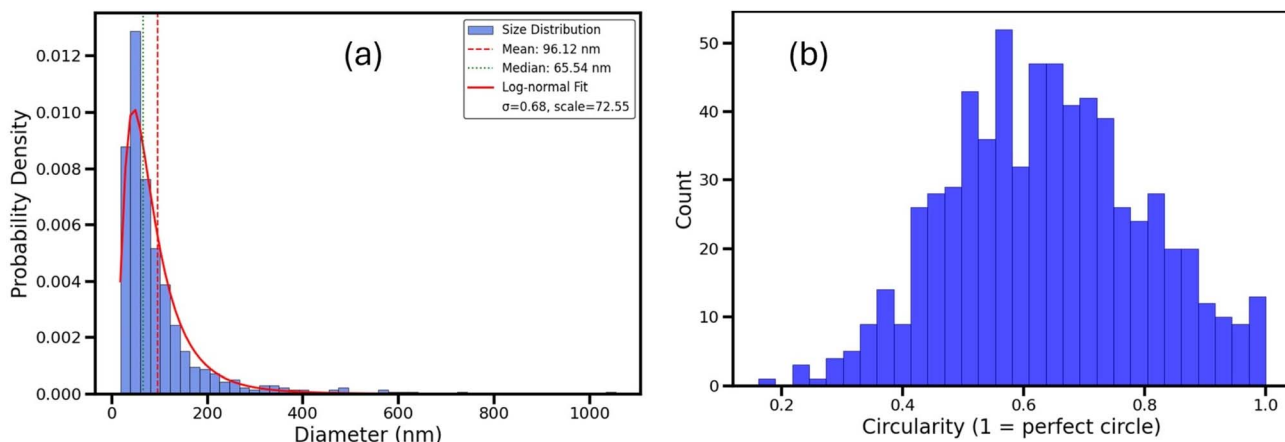 (a)
Size Distribution
Mean: 96.12 nm
Median: 65.54 nm
Log-normal Fit
σ=0.68, scale=72.55
Probability Density
0.012
0.010
0.008
0.006
0.004
0.002
0.000
0 200 400 600 800 1000
Diameter (nm)
(b)
Count
50
40
30
20
10
0
0.2 0.4 0.6 0.8 1.0
Circularity (1 = perfect circle)